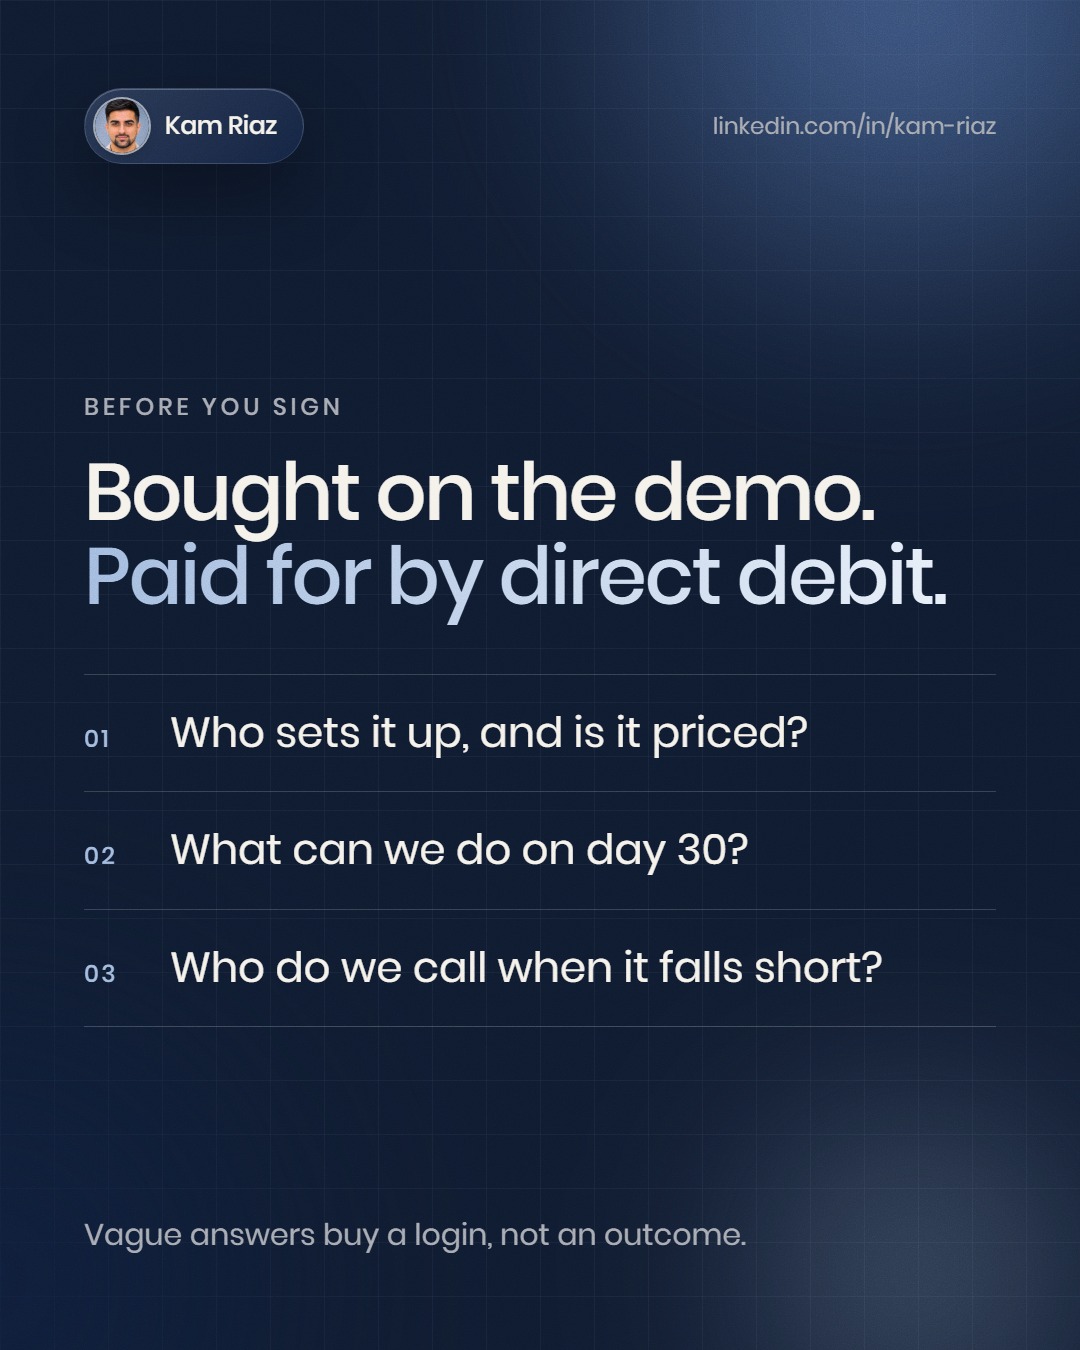 Kam Riaz
linkedin.com/in/kam-riaz
BEFORE YOU SIGN
Bought on the demo.
Paid for by direct debit.
01 Who sets it up, and is it priced?
02 What can we do on day 30?
03 Who do we call when it falls short?
Vague answers buy a login, not an outcome.